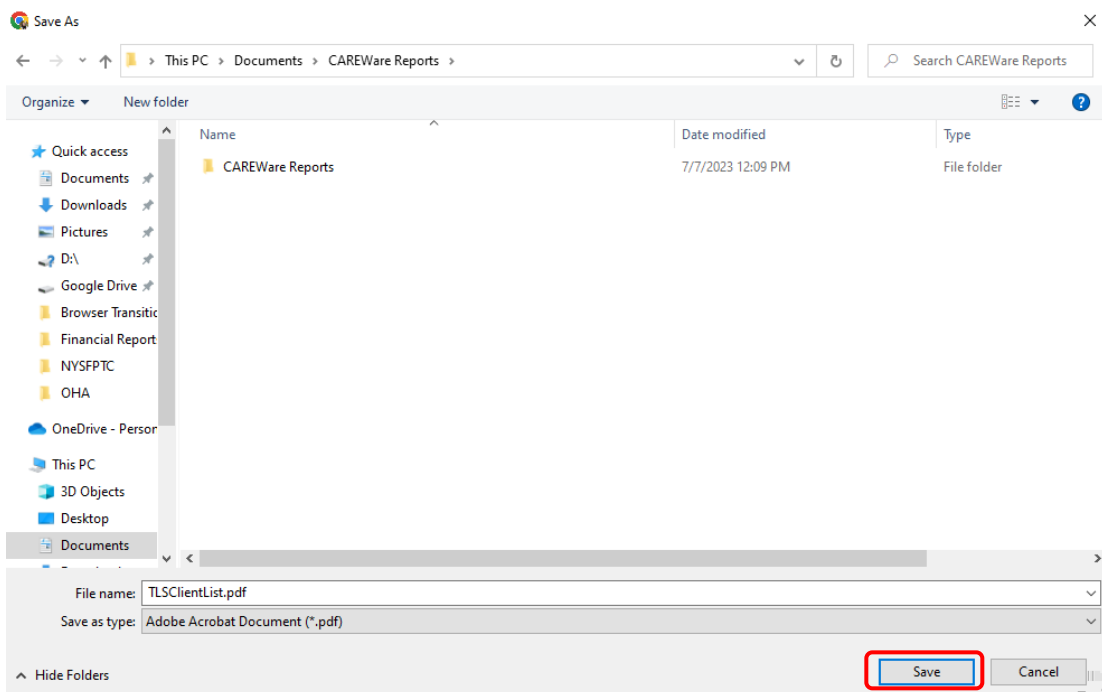 Save As
This PC > Documents > CAREWare Reports >
Search CAREWare Reports
Organize New folder
?
Name Date modified Type
Quick access
Documents
Downloads
Pictures
D:\
Google Drive
Browser Transitic
Financial Report
NYSFPTC
OHA
OneDrive - Person
This PC
3D Objects
Desktop
Documents
CAREWare Reports 7/7/2023 12:09 PM File folder
File name: TLSClientList.pdf
Save as type: Adobe Acrobat Document (*.pdf)
Hide Folders
Save Cancel